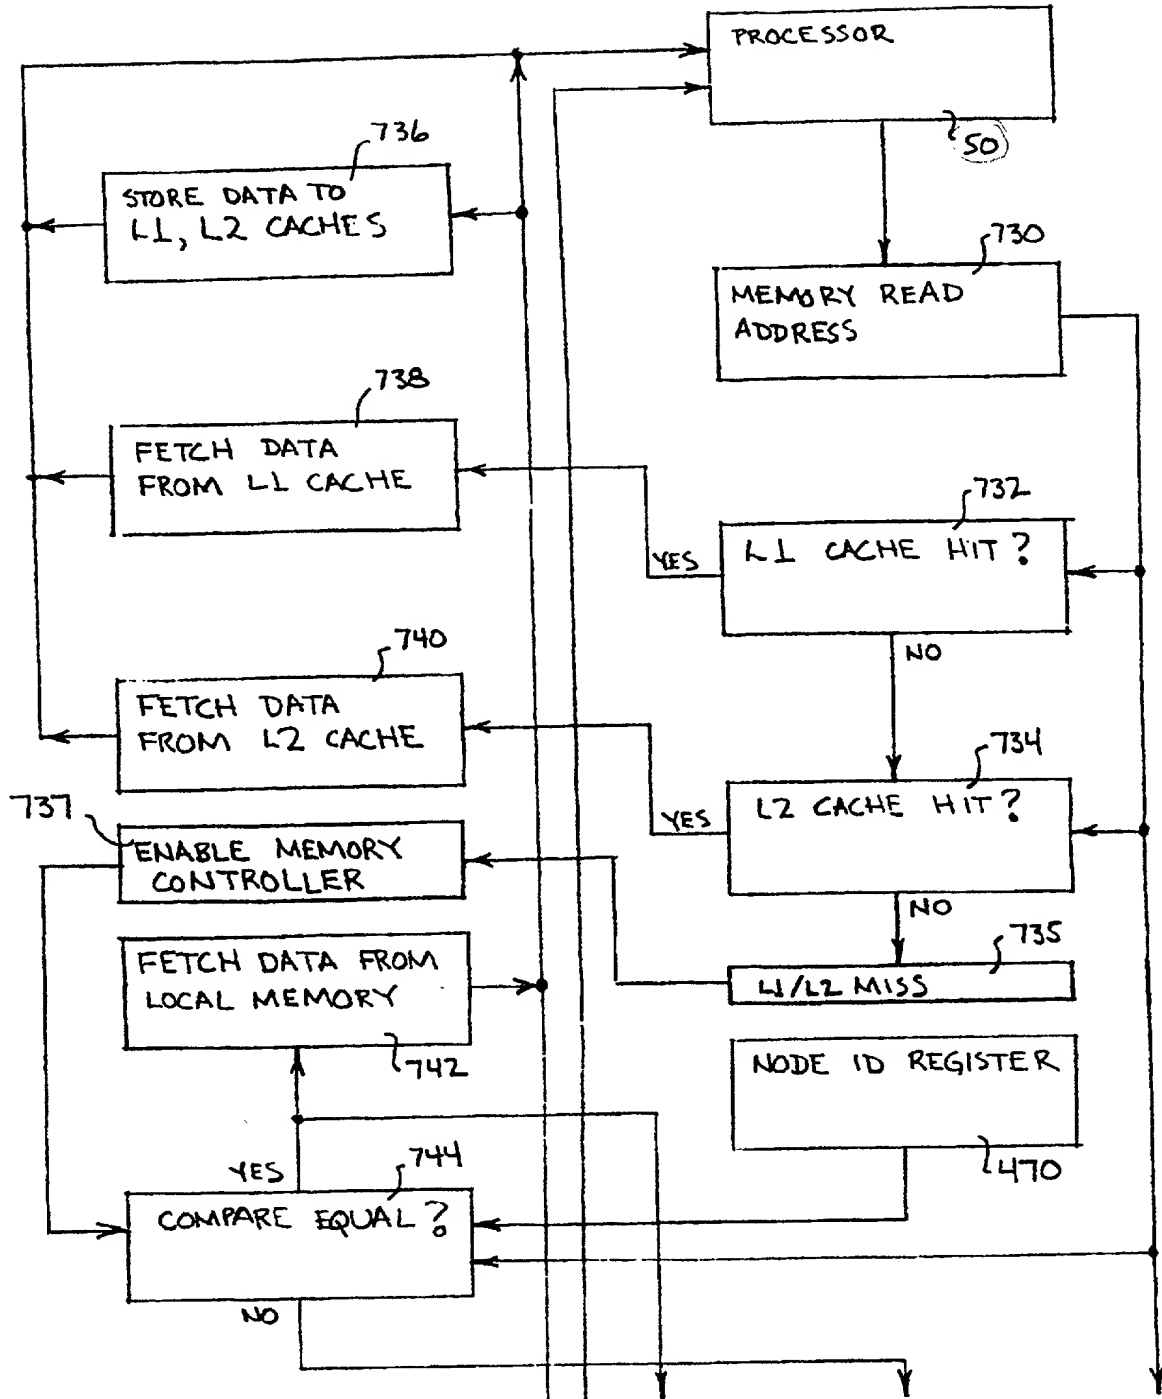 PROCESSOR
50
736
STORE DATA TO
L1, L2 CACHES
730
MEMORY READ
ADDRESS
738
FETCH DATA
FROM L1 CACHE
732
L1 CACHE HIT?
YES
NO
740
FETCH DATA
FROM L2 CACHE
734
L2 CACHE HIT?
YES
NO
737
ENABLE MEMORY
CONTROLLER
735
L1/L2 MISS
FETCH DATA FROM
LOCAL MEMORY
742
NODE ID REGISTER
470
YES
744
COMPARE EQUAL?
NO